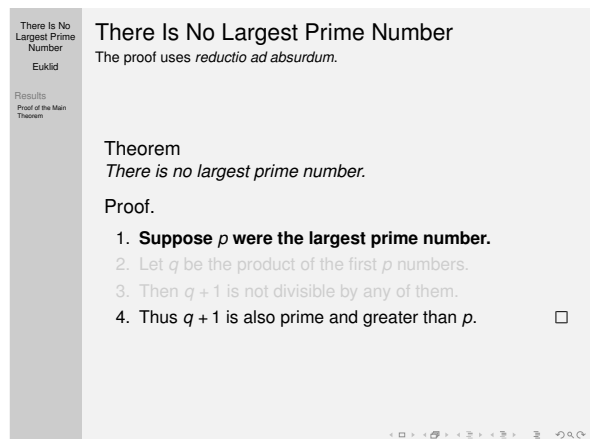 There Is No
Largest Prime
Number
Euklid
Results
Proof of the Main
Theorem
There Is No Largest Prime Number
The proof uses reductio ad absurdum.
Theorem
There is no largest prime number.
Proof.
1. Suppose p were the largest prime number.
2. Let q be the product of the first p numbers.
3. Then q + 1 is not divisible by any of them.
4. Thus q + 1 is also prime and greater than p. □